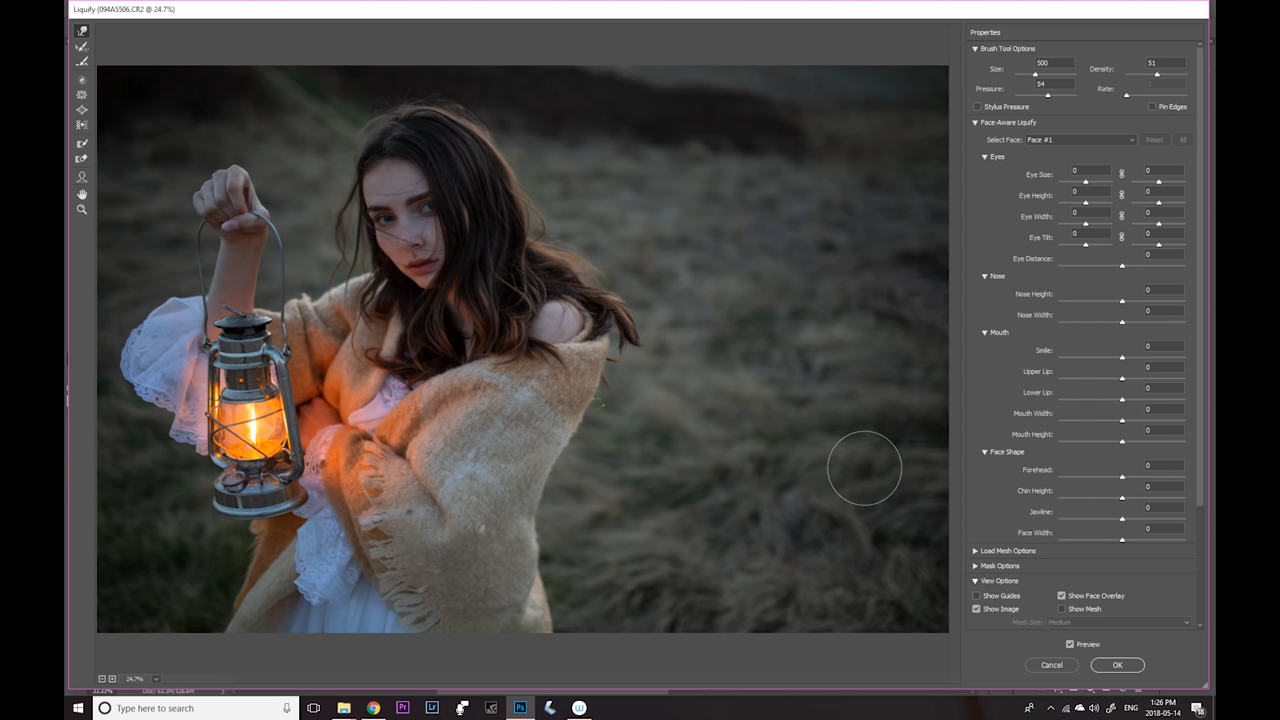 Liquify (094A5506.CR2 @ 24.7%)
Properties
Brush Tool Options
Size: 500 Density: 51
Pressure: 54 Rate:
Stylus Pressure Pin Edges
Face-Aware Liquify
Select Face: Face #1 Reset All
Eyes
Eye Size: 0 0
Eye Height: 0 0
Eye Width: 0 0
Eye Tilt: 0 0
Eye Distance: 0
Nose
Nose Height: 0
Nose Width: 0
Mouth
Smile: 0
Upper Lip: 0
Lower Lip: 0
Mouth Width: 0
Mouth Height: 0
Face Shape
Forehead: 0
Chin Height: 0
Jawline: 0
Face Width: 0
Load Mesh Options
Mask Options
View Options
Show Guides Show Face Overlay
Show Image Show Mesh
Mesh Size: Medium
Preview
Cancel OK
24.7%
Type here to search
Pr
Lr
Ps
1:26 PM
2018-05-14